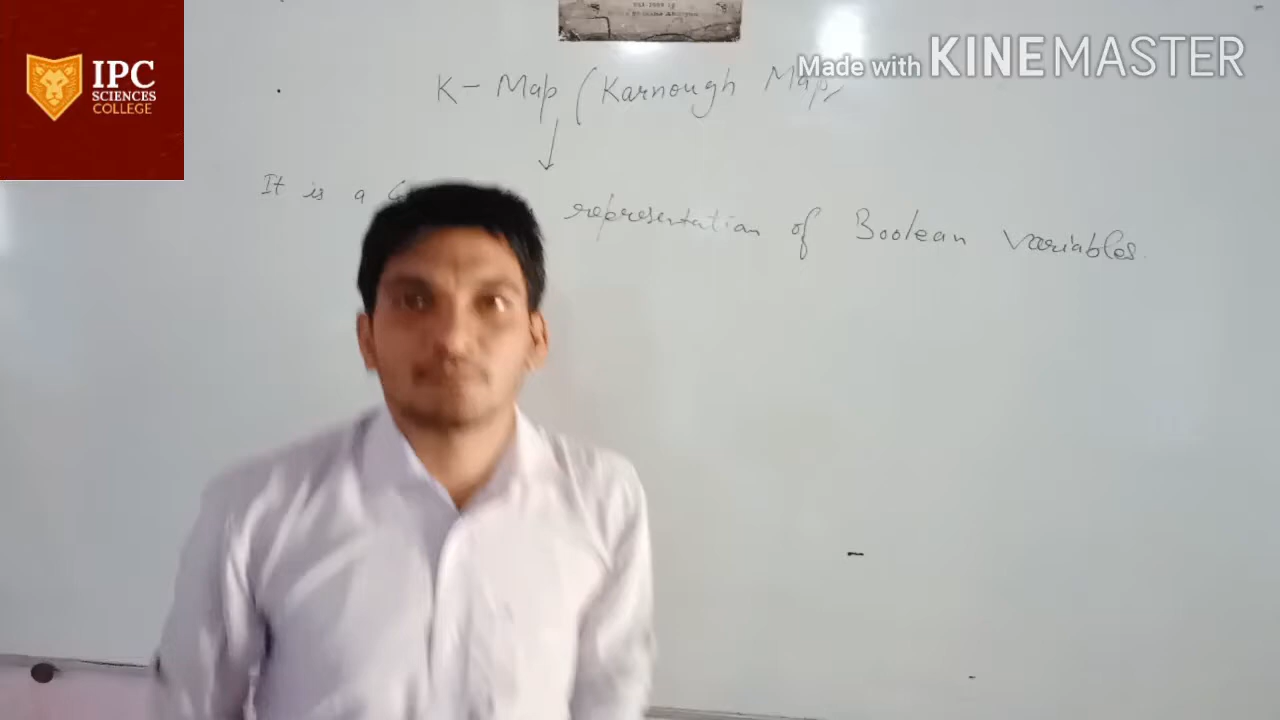 IPC
SCIENCES
COLLEGE
Made with KINEMASTER
K- Map (Karnough Map)
It is a representation of Boolean variables.